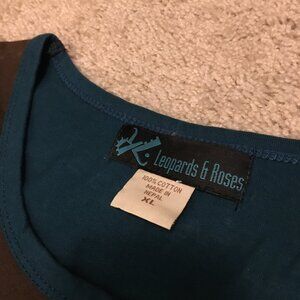 Leopards & Roses
100% COTTON
MADE IN
NEPAL
XL